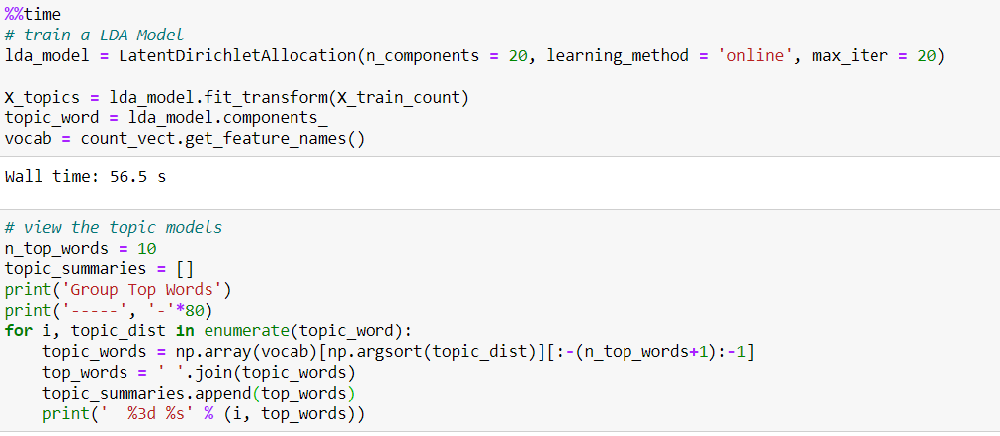 %%time
# train a LDA Model
lda_model = LatentDirichletAllocation(n_components = 20, learning_method = 'online', max_iter = 20)
X_topics = lda_model.fit_transform(X_train_count)
topic_word = lda_model.components_
vocab = count_vect.get_feature_names()
Wall time: 56.5 s
# view the topic models
n_top_words = 10
topic_summaries = []
print('Group Top Words')
print('-----', '-'*80)
for i, topic_dist in enumerate(topic_word):
    topic_words = np.array(vocab)[np.argsort(topic_dist)][:-(n_top_words+1):-1]
    top_words = ' '.join(topic_words)
    topic_summaries.append(top_words)
    print('  %3d %s' % (i, top_words))